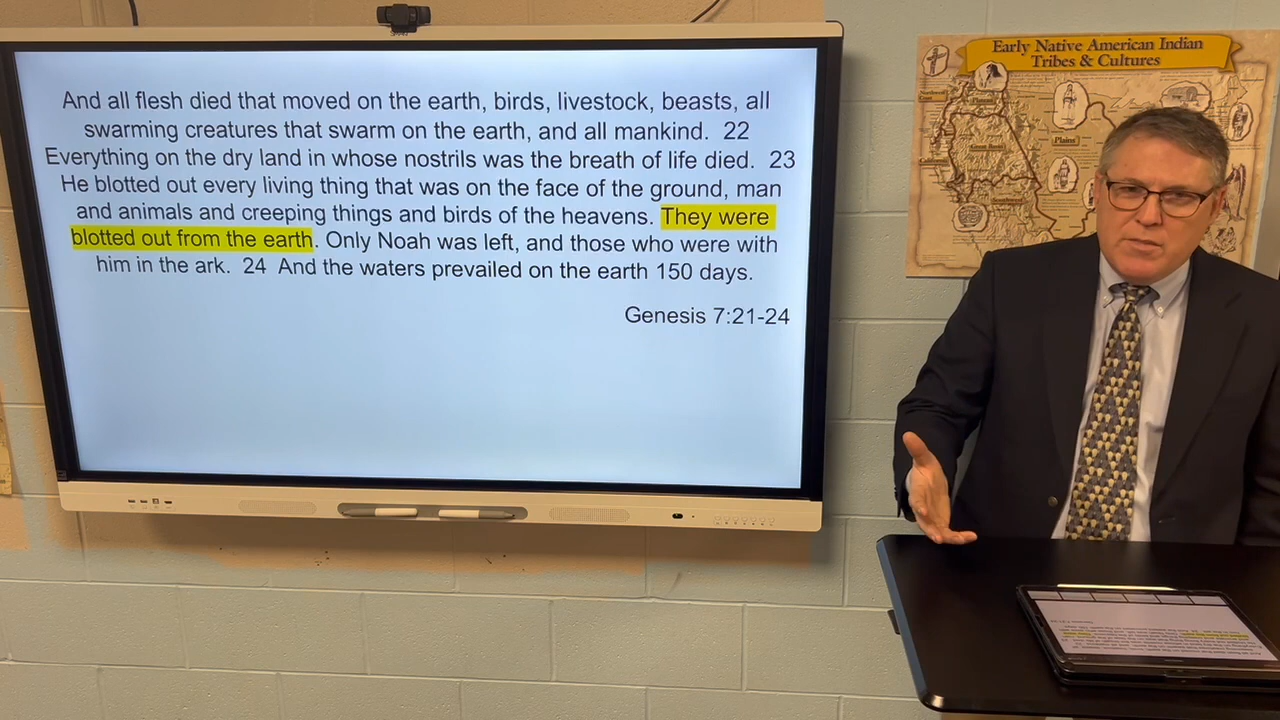 And all flesh died that moved on the earth, birds, livestock, beasts, all
swarming creatures that swarm on the earth, and all mankind. 22
Everything on the dry land in whose nostrils was the breath of life died. 23
He blotted out every living thing that was on the face of the ground, man
and animals and creeping things and birds of the heavens. They were
blotted out from the earth. Only Noah was left, and those who were with
him in the ark. 24 And the waters prevailed on the earth 150 days.
Genesis 7:21-24
Early Native American Indian
Tribes & Cultures
Plateau
Great Basin
Plains
Southwest